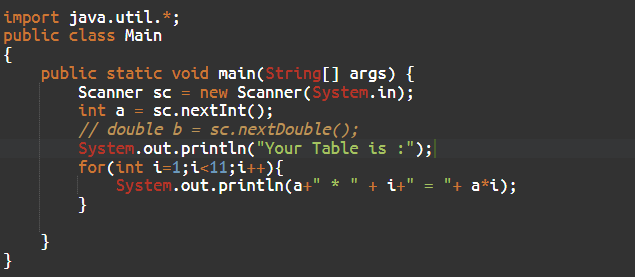 import java.util.*;
public class Main
{
    public static void main(String[] args) {
        Scanner sc = new Scanner(System.in);
        int a = sc.nextInt();
        // double b = sc.nextDouble();
        System.out.println("Your Table is :");
        for(int i=1;i<11;i++){
            System.out.println(a+" * " + i+" = "+ a*i);
        }

    }
}